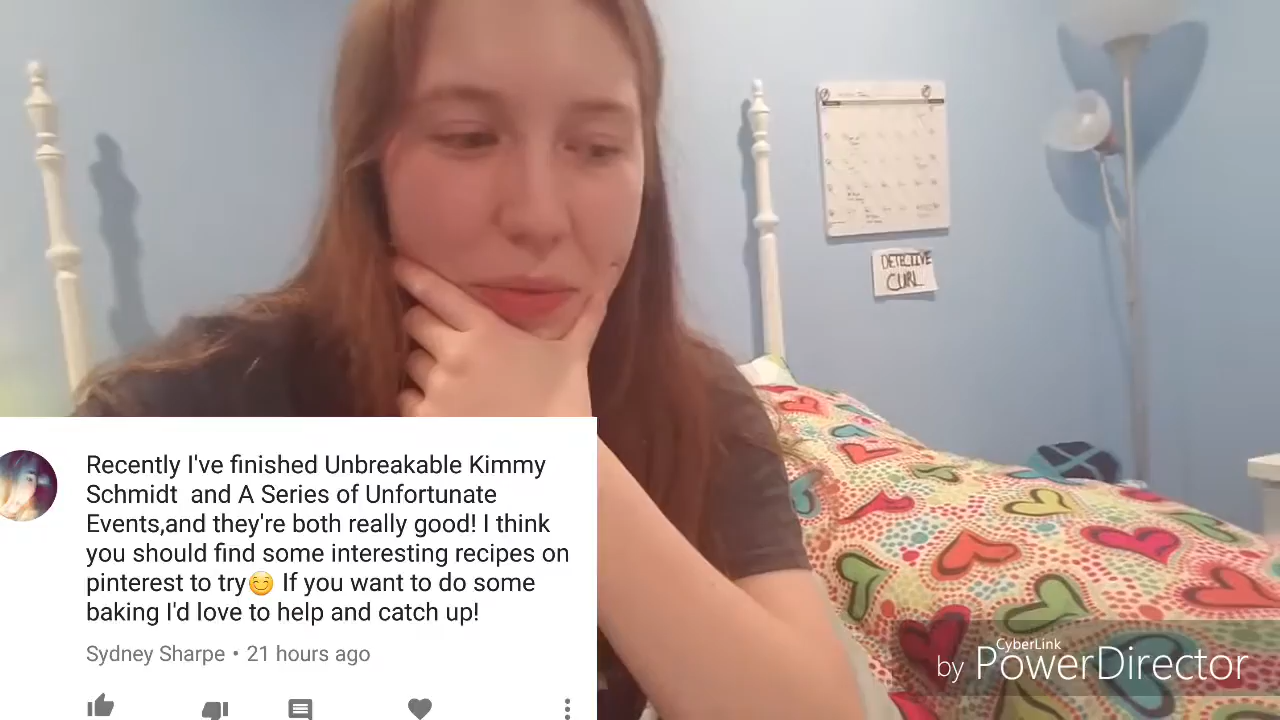 DETECTIVE
CURL
Recently I've finished Unbreakable Kimmy
Schmidt  and A Series of Unfortunate
Events,and they're both really good! I think
you should find some interesting recipes on
pinterest to try😊 If you want to do some
baking I'd love to help and catch up!
Sydney Sharpe • 21 hours ago
CyberLink
by PowerDirector